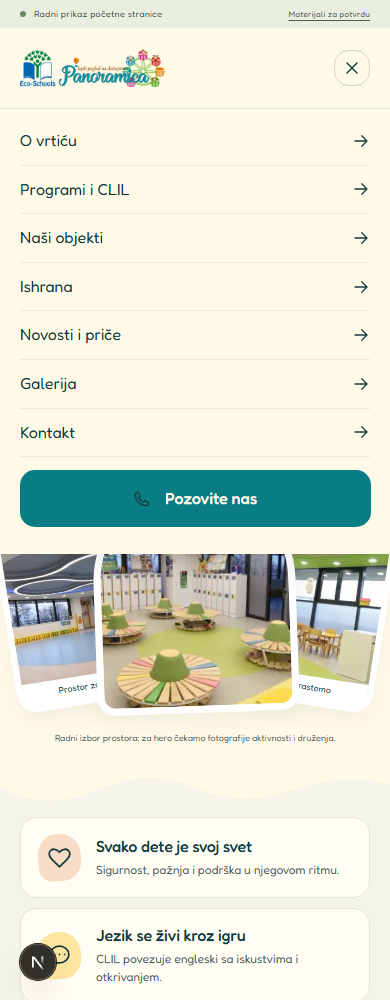 Radni prikaz početne stranice
Materijali za potvrdu
Eco-Schools
Panoramica
O vrtiću
Programi i CLIL
Naši objekti
Ishrana
Novosti i priče
Galerija
Kontakt
Pozovite nas
Prostor
rastemo
Radni izbor prostora; za hero čekamo fotografije aktivnosti i druženja.
Svako dete je svoj svet
Sigurnost, pažnja i podrška u njegovom ritmu.
Jezik se živi kroz igru
CLIL povezuje engleski sa iskustvima i
otkrivanjem.
N